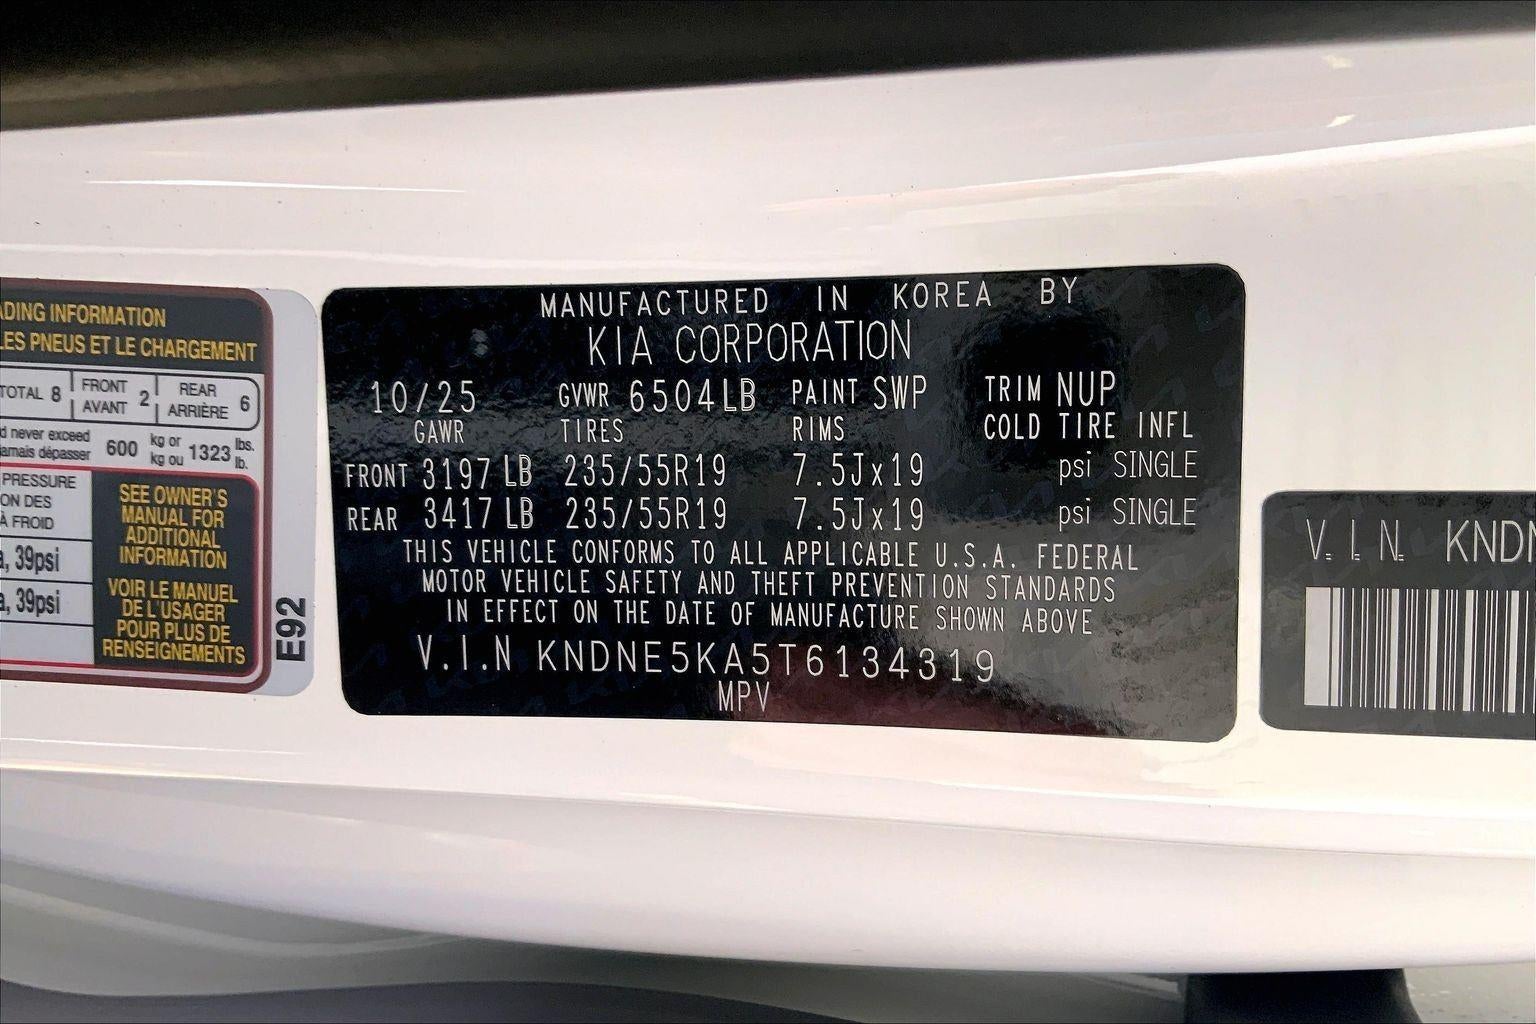 ADING INFORMATION
LES PNEUS ET LE CHARGEMENT
TOTAL 8 FRONT AVANT 2 REAR ARRIÈRE 6
d never exceed
jamais dépasser 600 kg or kg ou 1323 lbs. lb.
PRESSURE
ON DES
À FROID
a, 39psi
a, 39psi
SEE OWNER'S
MANUAL FOR
ADDITIONAL
INFORMATION
VOIR LE MANUEL
DE L'USAGER
POUR PLUS DE
RENSEIGNEMENTS
E92
MANUFACTURED IN KOREA BY
KIA CORPORATION
10/25 GVWR 6504LB PAINT SWP TRIM NUP
GAWR TIRES RIMS COLD TIRE INFL
FRONT 3197 LB 235/55R19 7.5Jx19 psi SINGLE
REAR 3417 LB 235/55R19 7.5Jx19 psi SINGLE
THIS VEHICLE CONFORMS TO ALL APPLICABLE U.S.A. FEDERAL
MOTOR VEHICLE SAFETY AND THEFT PREVENTION STANDARDS
IN EFFECT ON THE DATE OF MANUFACTURE SHOWN ABOVE
V.I.N KNDNE5KA5T6134319
MPV
V.I.N. KNDN